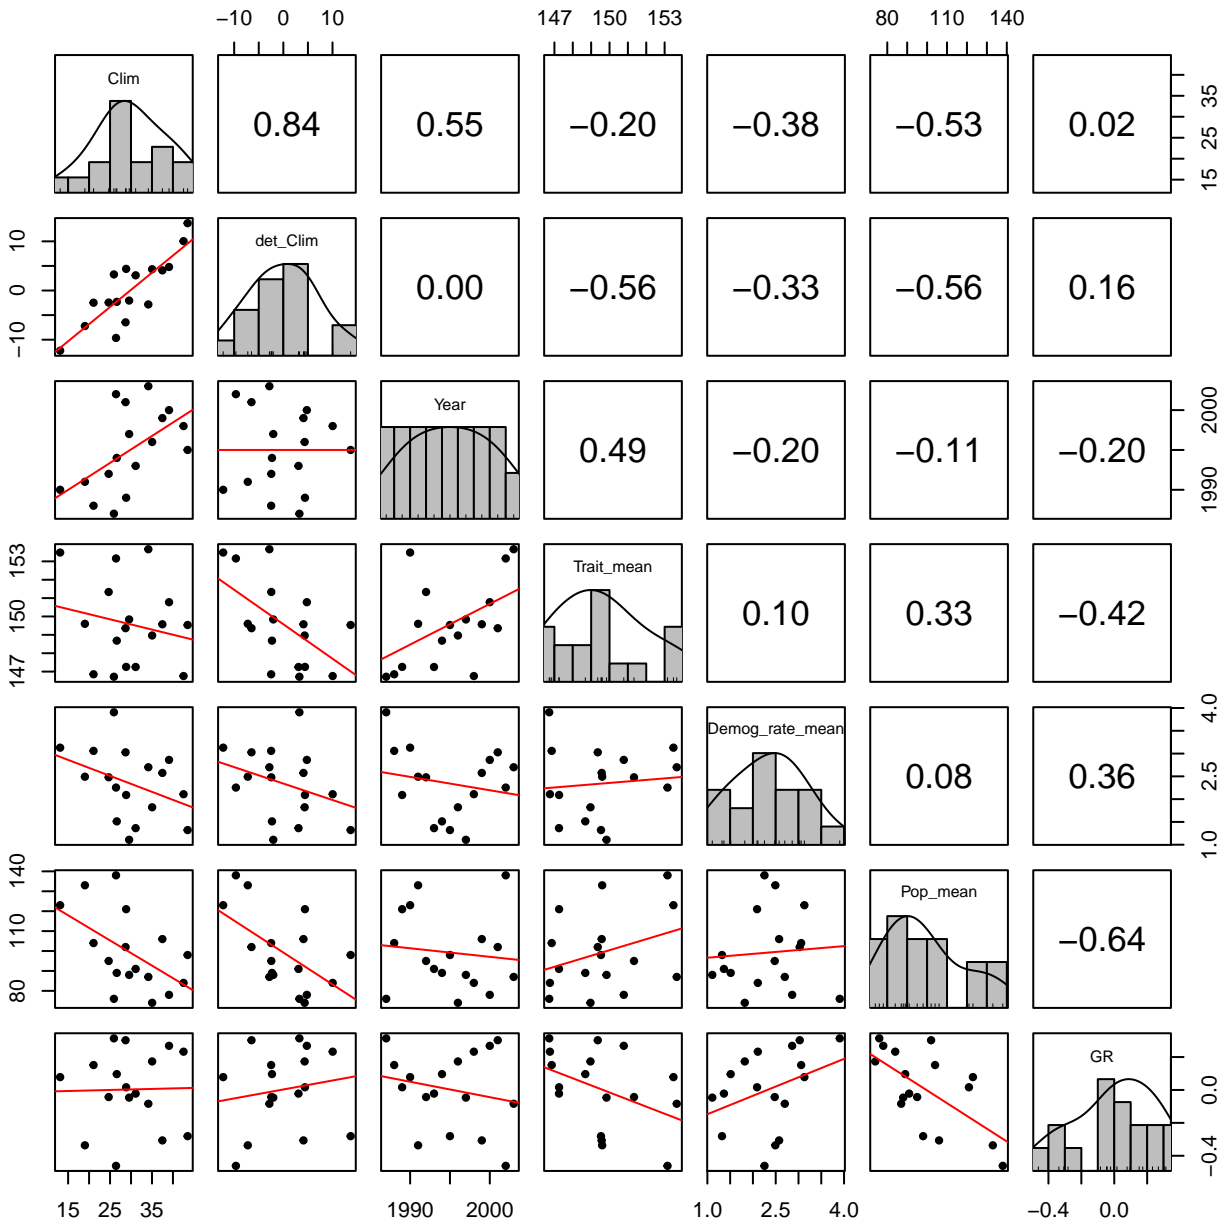 −10 0 10 147 150 153 80 110 140
Clim 0.84 0.55 −0.20 −0.38 −0.53 0.02 15 25 35
−10 0 10 det_Clim 0.00 −0.56 −0.33 −0.56 0.16
Year 0.49 −0.20 −0.11 −0.20 1990 2000
147 150 153 Trait_mean 0.10 0.33 −0.42
Demog_rate_mean 0.08 0.36 1.0 2.5 4.0
80 110 140 Pop_mean −0.64
GR −0.4 0.0
15 25 35 1990 2000 1.0 2.5 4.0 −0.4 0.0